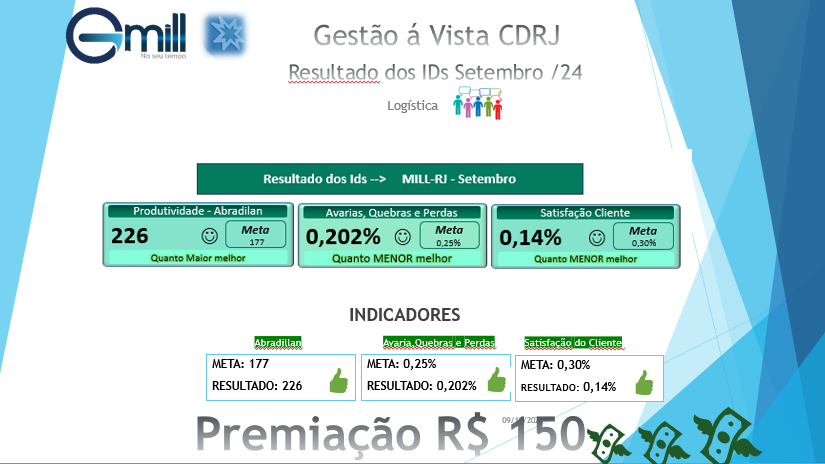 emill
No seu tempo
Gestão á Vista CDRJ
Resultado dos IDs Setembro /24
Logística
Resultado dos Ids --> MILL-RJ - Setembro
Produtividade - Abradilan
226
Meta
177
Quanto Maior melhor
Avarias, Quebras e Perdas
0,202%
Meta
0,25%
Quanto MENOR melhor
Satisfação Cliente
0,14%
Meta
0,30%
Quanto MENOR melhor
INDICADORES
Abradillan
META: 177
RESULTADO: 226
Avaria,Quebras e Perdas
META: 0,25%
RESULTADO: 0,202%
Satisfação do Cliente
META: 0,30%
RESULTADO: 0,14%
Premiação R$ 150